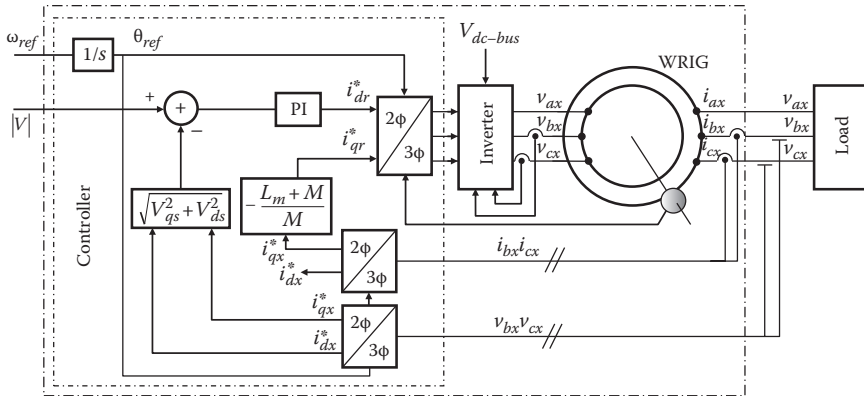 ω_ref
1/s
θ_ref
V_dc–bus
WRIG
|V|
+
+
−
PI
i*_dr
i*_qr
2ϕ
3ϕ
Inverter
v_ax
v_bx
v_cx
i_ax
i_bx
i_cx
v_ax
v_bx
v_cx
Load
Controller
√V²_qs + V²_ds
− L_m + M
M
i*_qx
i*_dx
2ϕ
3ϕ
i_bx i_cx
i*_qx
i*_dx
2ϕ
3ϕ
v_bx v_cx